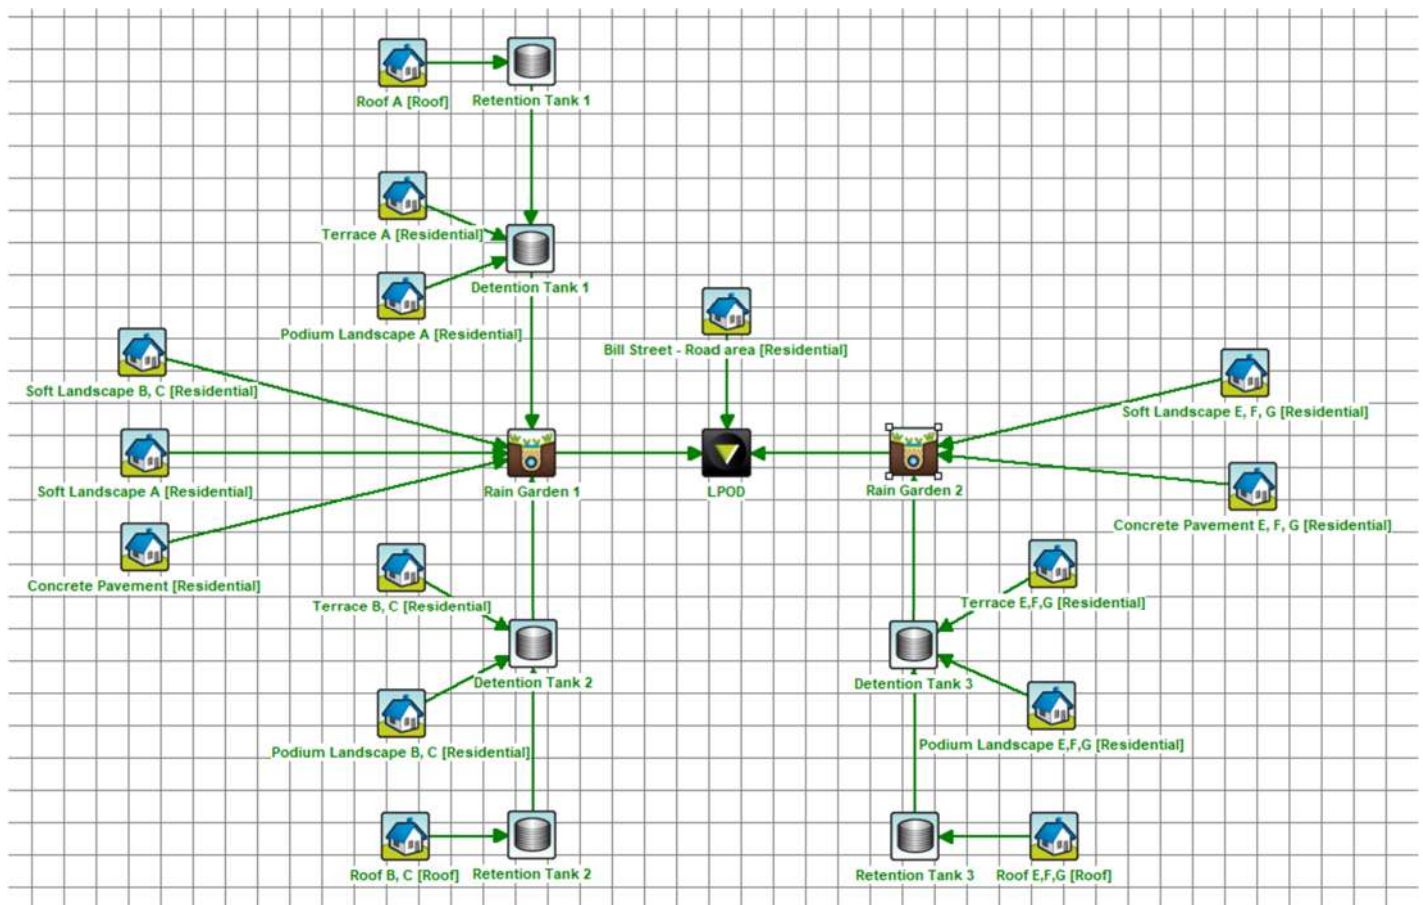 Roof A [Roof]
Retention Tank 1
Terrace A [Residential]
Detention Tank 1
Podium Landscape A [Residential]
Bill Street - Road area [Residential]
Soft Landscape B, C [Residential]
Soft Landscape E, F, G [Residential]
Soft Landscape A [Residential]
Rain Garden 1
LPOD
Rain Garden 2
Concrete Pavement E, F, G [Residential]
Concrete Pavement [Residential]
Terrace B, C [Residential]
Terrace E,F,G [Residential]
Detention Tank 2
Detention Tank 3
Podium Landscape B, C [Residential]
Podium Landscape E,F,G [Residential]
Roof B, C [Roof]
Retention Tank 2
Retention Tank 3
Roof E,F,G [Roof]